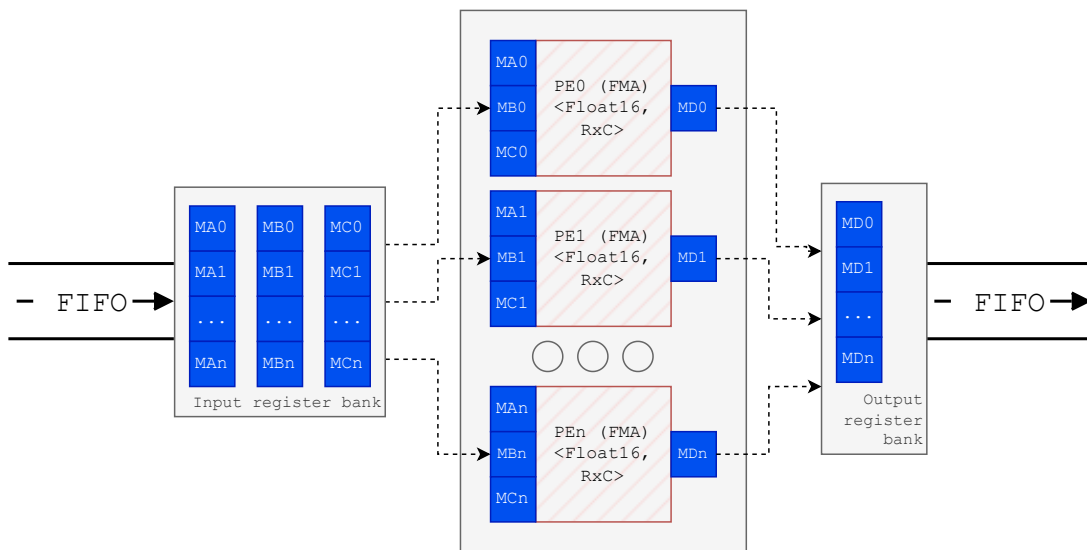 FIFO
MA0 MB0 MC0
MA1 MB1 MC1
... ... ...
MAn MBn MCn
Input register bank
MA0
MB0
MC0
PE0 (FMA)
<Float16,
RxC>
MD0
MA1
MB1
MC1
PE1 (FMA)
<Float16,
RxC>
MD1
MAn
MBn
MCn
PEn (FMA)
<Float16,
RxC>
MDn
MD0
MD1
...
MDn
Output
register
bank
FIFO